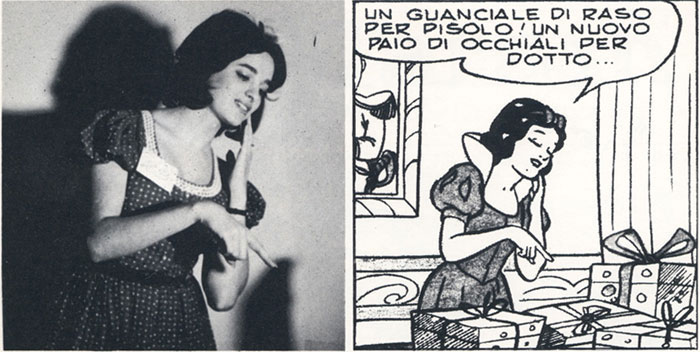 UN GUANCIALE DI RASO
PER PISOLO! UN NUOVO
PAIO DI OCCHIALI PER
DOTTO...